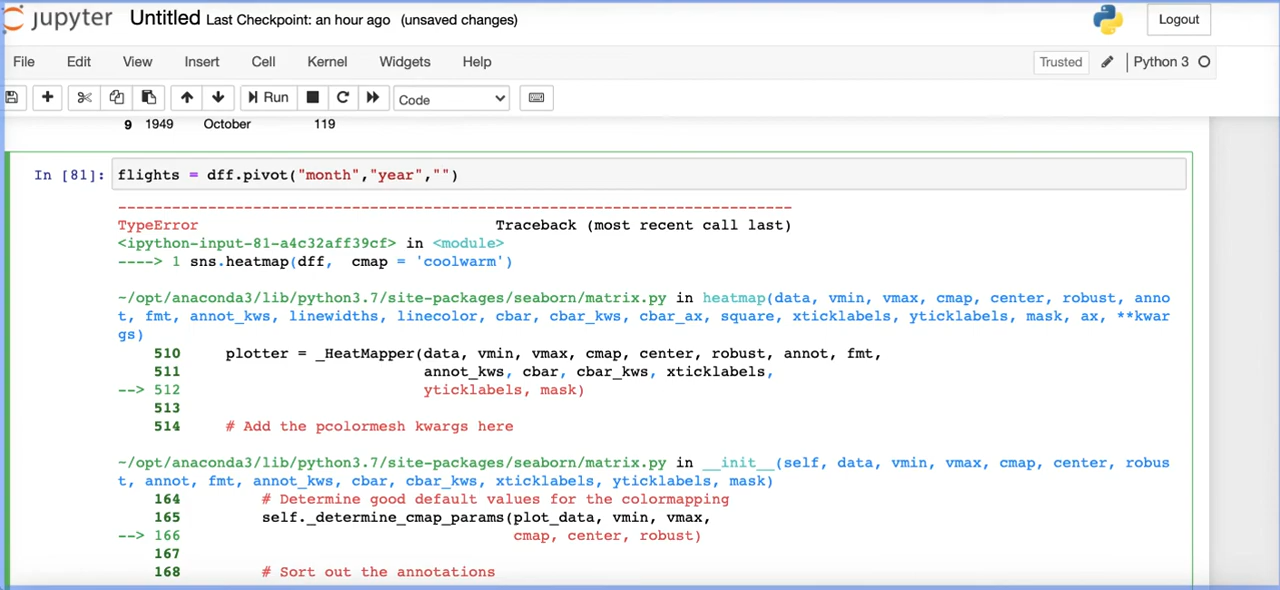 jupyter Untitled Last Checkpoint: an hour ago (unsaved changes) Logout
File Edit View Insert Cell Kernel Widgets Help Trusted Python 3
Run Code
9 1949 October 119
In [81]: flights = dff.pivot("month","year","")
---------------------------------------------------------------------------
TypeError Traceback (most recent call last)
<ipython-input-81-a4c32aff39cf> in <module>
----> 1 sns.heatmap(dff, cmap = 'coolwarm')
~/opt/anaconda3/lib/python3.7/site-packages/seaborn/matrix.py in heatmap(data, vmin, vmax, cmap, center, robust, anno
t, fmt, annot_kws, linewidths, linecolor, cbar, cbar_kws, cbar_ax, square, xticklabels, yticklabels, mask, ax, **kwar
gs)
510 plotter = _HeatMapper(data, vmin, vmax, cmap, center, robust, annot, fmt,
511 annot_kws, cbar, cbar_kws, xticklabels,
--> 512 yticklabels, mask)
513
514 # Add the pcolormesh kwargs here
~/opt/anaconda3/lib/python3.7/site-packages/seaborn/matrix.py in __init__(self, data, vmin, vmax, cmap, center, robus
t, annot, fmt, annot_kws, cbar, cbar_kws, xticklabels, yticklabels, mask)
164 # Determine good default values for the colormapping
165 self._determine_cmap_params(plot_data, vmin, vmax,
--> 166 cmap, center, robust)
167
168 # Sort out the annotations